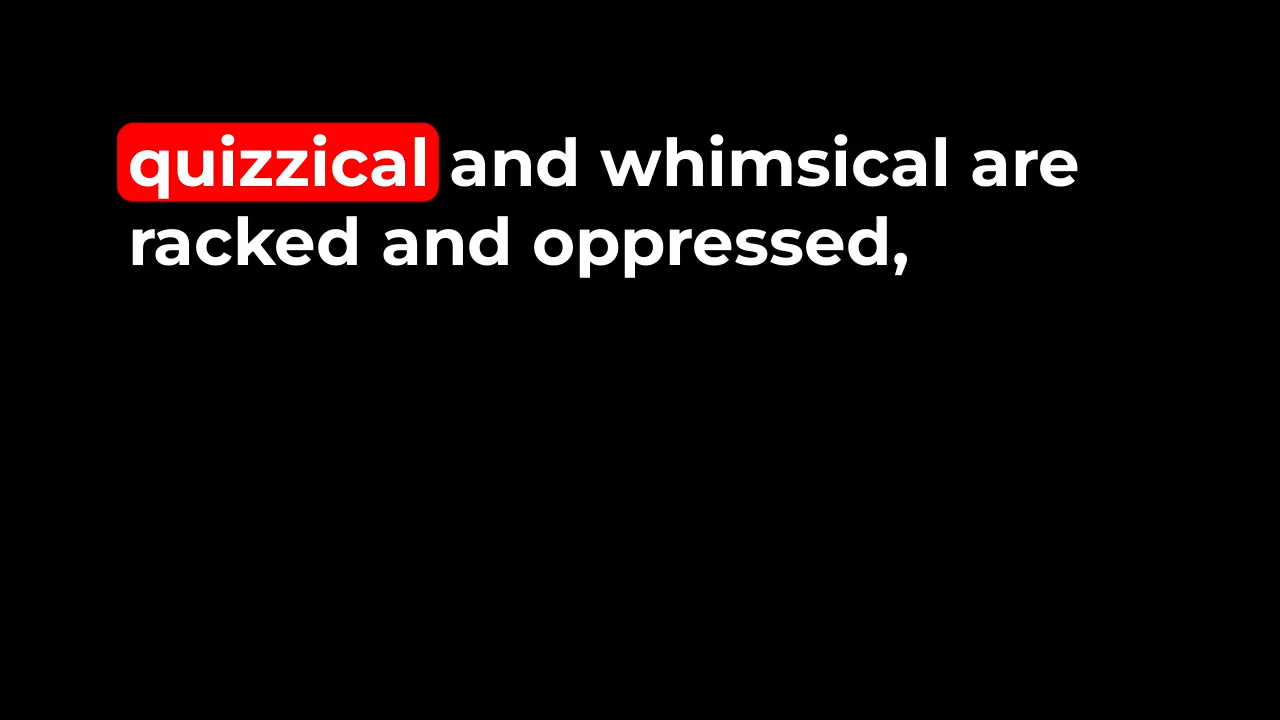 quizzical and whimsical are
racked and oppressed,